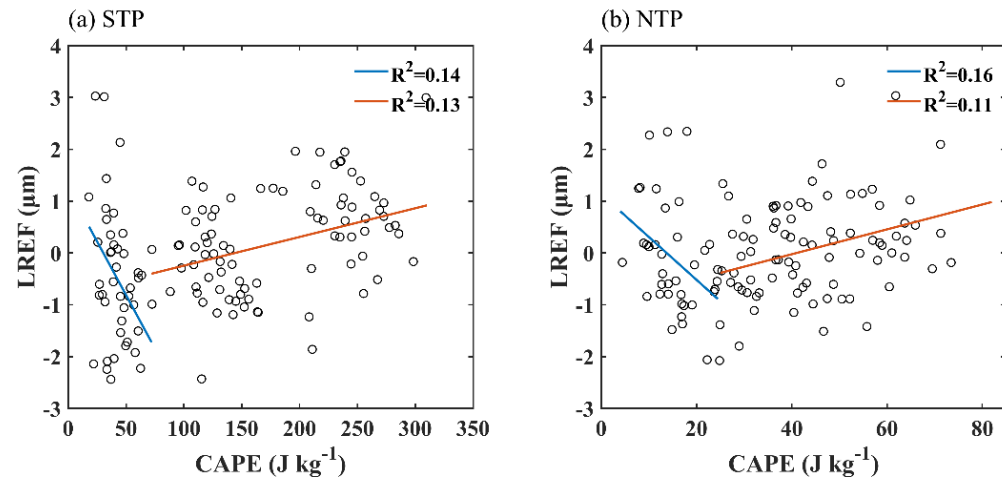 (a) STP
4
3
2
1
0
-1
-2
-3
LREF (μm)
R²=0.14
R²=0.13
0 50 100 150 200 250 300 350
CAPE (J kg⁻¹)
(b) NTP
4
3
2
1
0
-1
-2
-3
LREF (μm)
R²=0.16
R²=0.11
0 20 40 60 80
CAPE (J kg⁻¹)